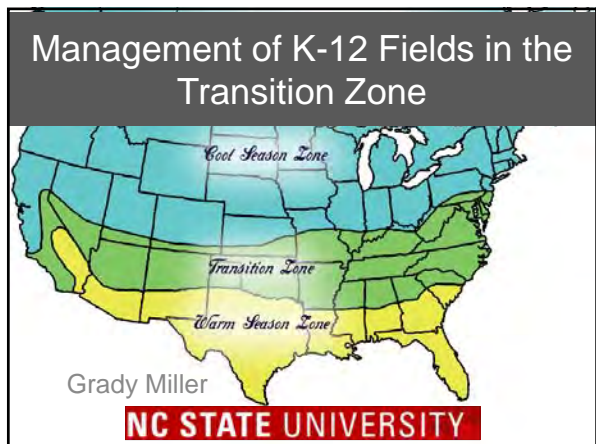 Management of K-12 Fields in the
Transition Zone
Cool Season Zone
Transition Zone
Warm Season Zone
Grady Miller
NC STATE UNIVERSITY